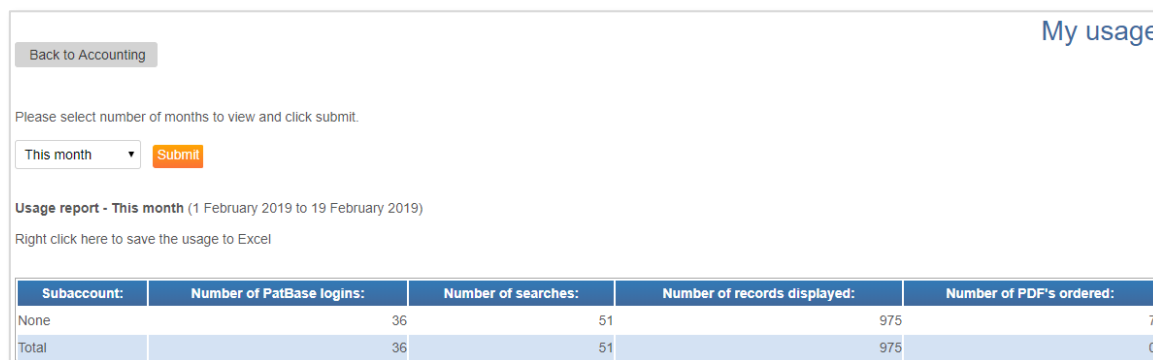 My usage
Back to Accounting
Please select number of months to view and click submit.
This month Submit
Usage report - This month (1 February 2019 to 19 February 2019)
Right click here to save the usage to Excel
Subaccount: Number of PatBase logins: Number of searches: Number of records displayed: Number of PDF's ordered:
None 36 51 975 7
Total 36 51 975 0